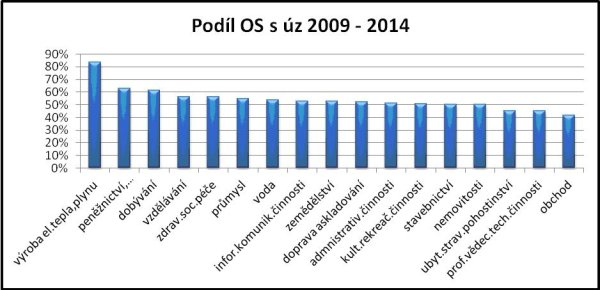 Podíl OS s úz 2009 - 2014
90%
80%
70%
60%
50%
40%
30%
20%
10%
0%
výroba el.tepla,plynu
peněžnictví,...
dobývání
vzdělávání
zdrav.soc.péče
průmysl
voda
infor.komunik.činnosti
zemědělství
doprava askladování
admnistrativ.činnosti
kult.rekreač.činnosti
stavebnictví
nemovitosti
ubyt.strav.pohostinství
prof.vědec.tech.činnosti
obchod